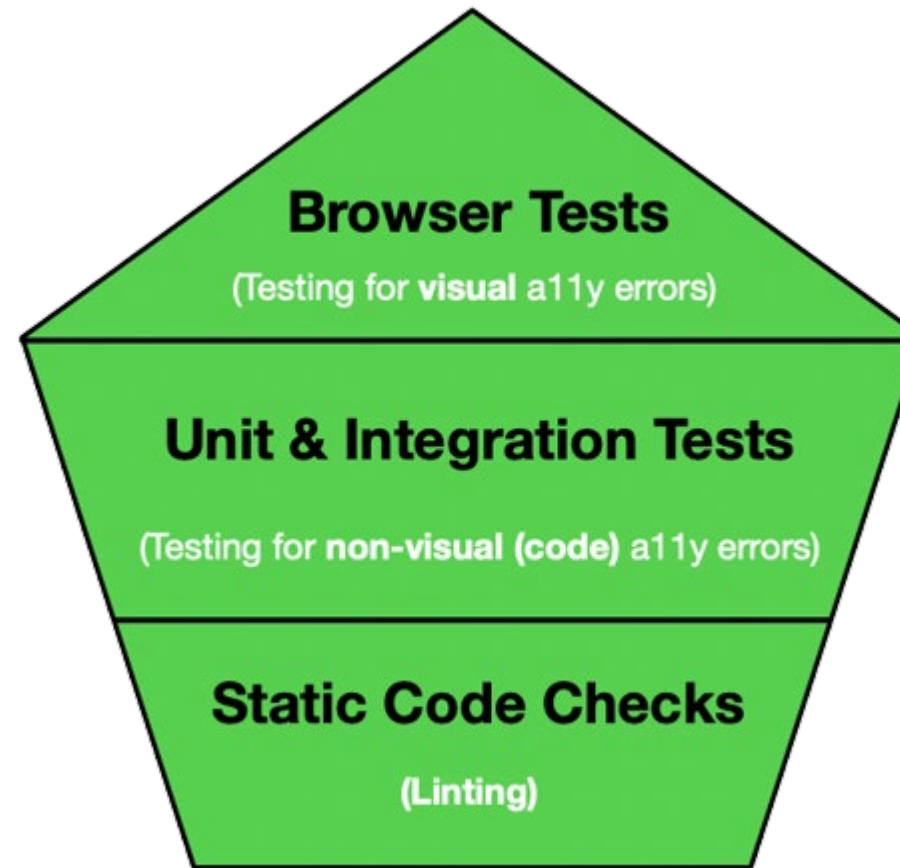 Browser Tests
(Testing for visual a11y errors)
Unit & Integration Tests
(Testing for non-visual (code) a11y errors)
Static Code Checks
(Linting)